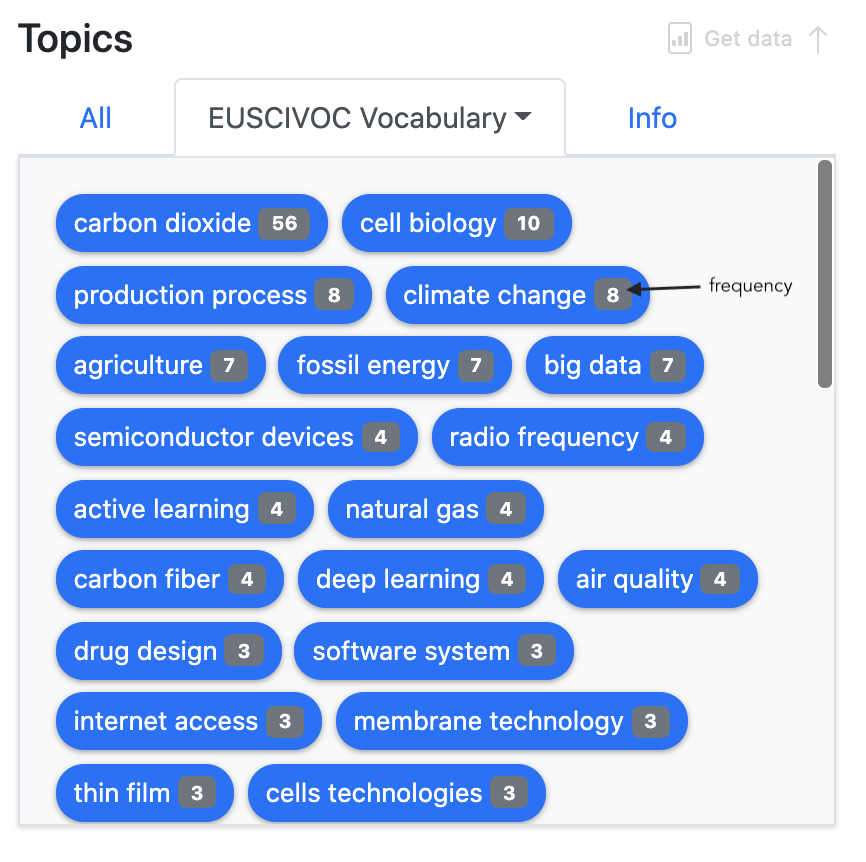 Topics
Get data
All
EUSCIVOC Vocabulary
Info
carbon dioxide 56 cell biology 10
production process 8 climate change 8 frequency
agriculture 7 fossil energy 7 big data 7
semiconductor devices 4 radio frequency 4
active learning 4 natural gas 4
carbon fiber 4 deep learning 4 air quality 4
drug design 3 software system 3
internet access 3 membrane technology 3
thin film 3 cells technologies 3